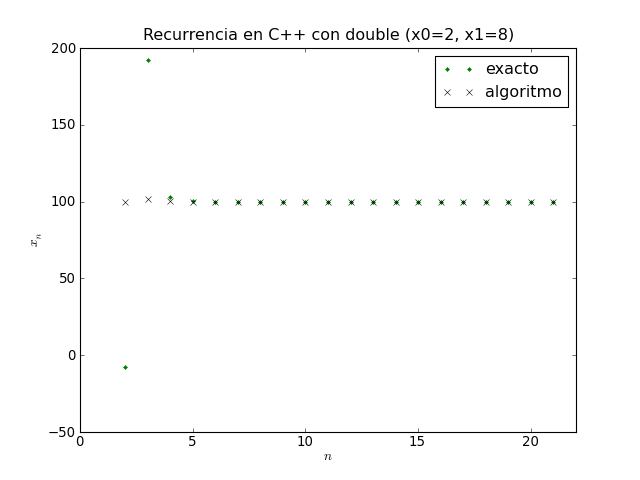 Recurrencia en C++ con double (x0=2, x1=8)
exacto
algoritmo
200
150
100
50
0
−50
x_n
0 5 10 15 20
n